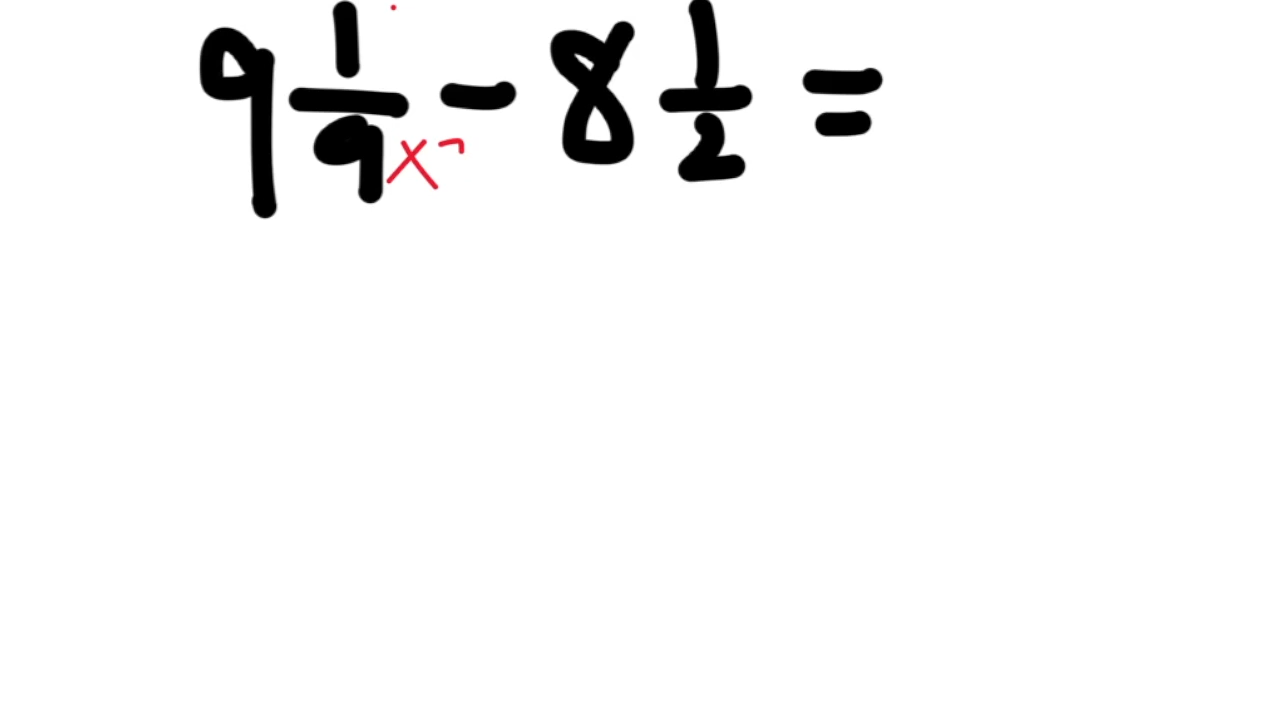 9 1/9 x - 8 1/2 =